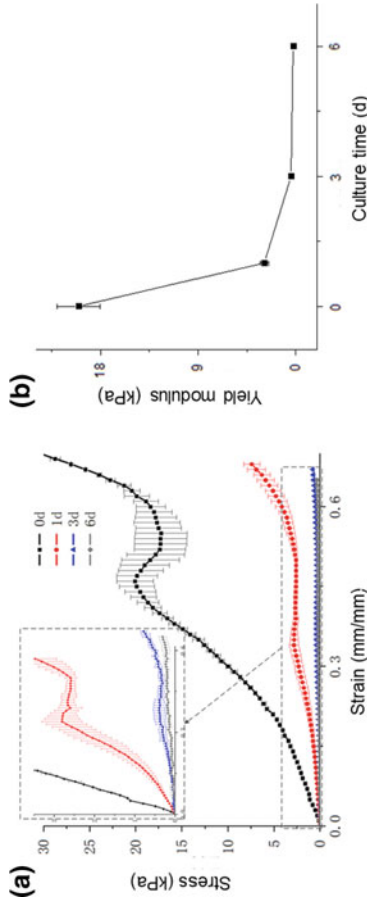 (a)
Stress (kPa)
30
25
20
15
10
5
0
0.0
0.3
0.6
Strain (mm/mm)
0d
1d
3d
6d
(b)
Yield modulus (kPa)
18
9
0
0
3
6
Culture time (d)